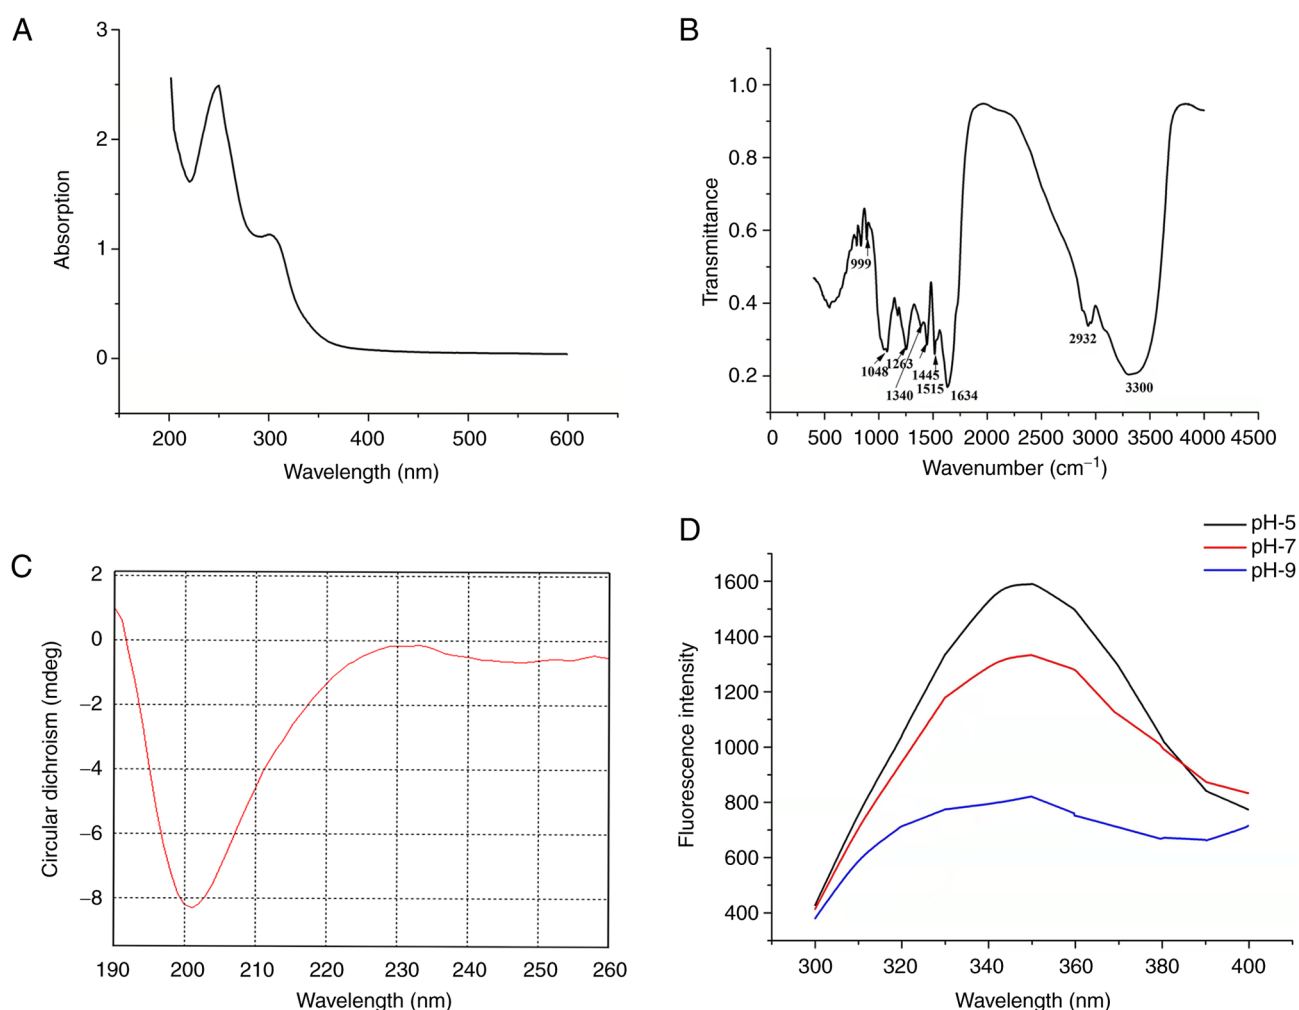 A
3
2
1
0
Absorption
200 300 400 500 600
Wavelength (nm)
B
1.0
0.8
0.6
0.4
0.2
Transmittance
999
1048
1263
1340
1445
1515
1634
2932
3300
0 500 1000 1500 2000 2500 3000 3500 4000 4500
Wavenumber (cm−1)
C
2
0
−2
−4
−6
−8
Circular dichroism (mdeg)
190 200 210 220 230 240 250 260
Wavelength (nm)
D
pH-5
pH-7
pH-9
1600
1400
1200
1000
800
600
400
Fluorescence intensity
300 320 340 360 380 400
Wavelength (nm)